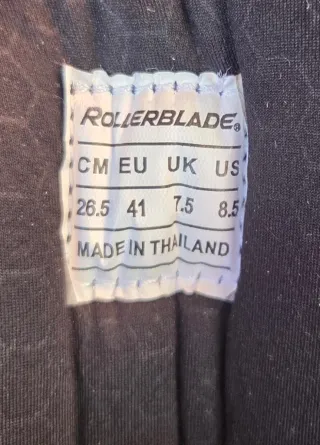 ROLLERBLADE®
CM EU UK US
26.5 41 7.5 8.5
MADE IN THAILAND